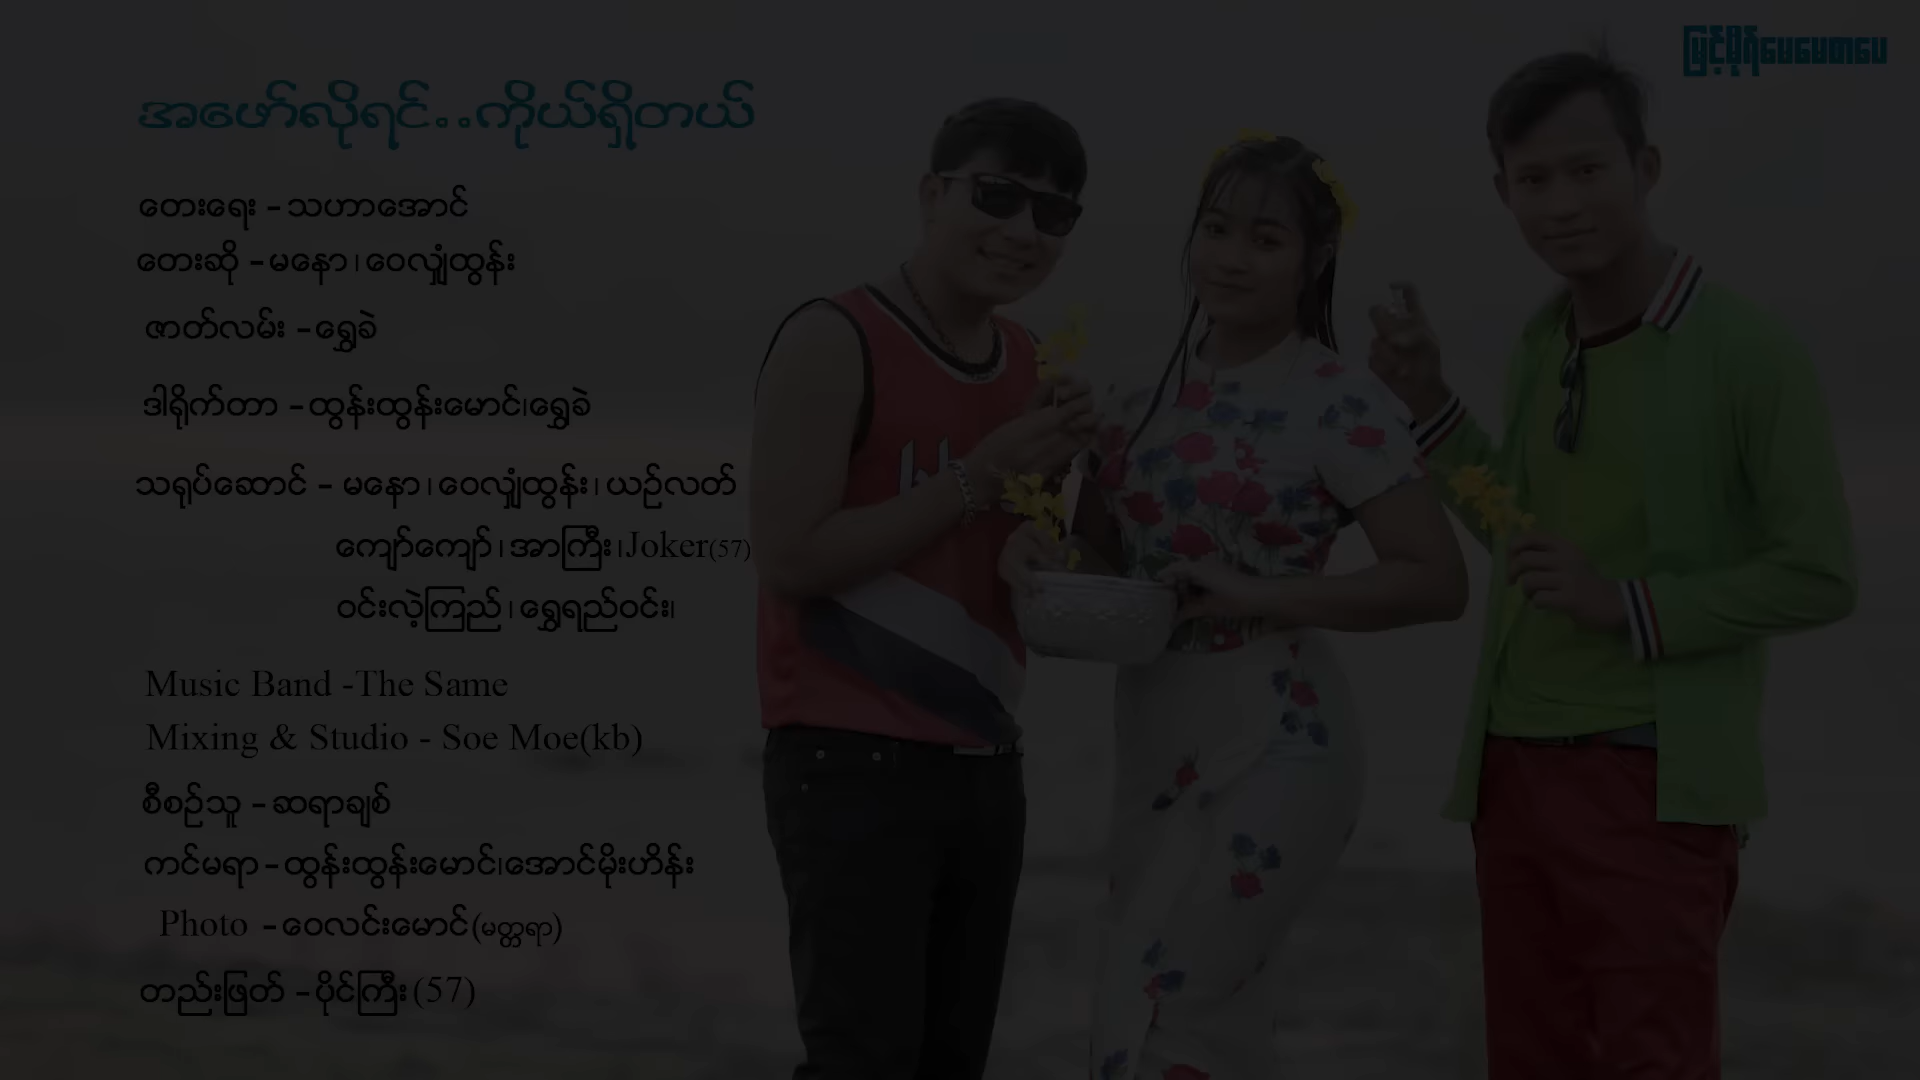 မြင့်မိုရ်မေမေစာပေ
အဖော်လိုရင်..ကိုယ်ရှိတယ်
တေးရေး - သဟာအောင်
တေးဆို - မနော ၊ ဝေလျှံထွန်း
ဇာတ်လမ်း - ရွှေခဲ
ဒါရိုက်တာ - ထွန်းထွန်းမောင်၊ရွှေခဲ
သရုပ်ဆောင် - မနော ၊ ဝေလျှံထွန်း ၊ ယဉ်လတ်
ကျော်ကျော် ၊ အာကြီး ၊Joker(57)
ဝင်းလဲ့ကြည် ၊ ရွှေရည်ဝင်း၊
Music Band -The Same
Mixing & Studio - Soe Moe(kb)
စီစဉ်သူ - ဆရာချစ်
ကင်မရာ - ထွန်းထွန်းမောင်၊အောင်မိုးဟိန်း
Photo - ဝေလင်းမောင်(မတ္တရာ)
တည်းဖြတ် - ပိုင်ကြီး(57)